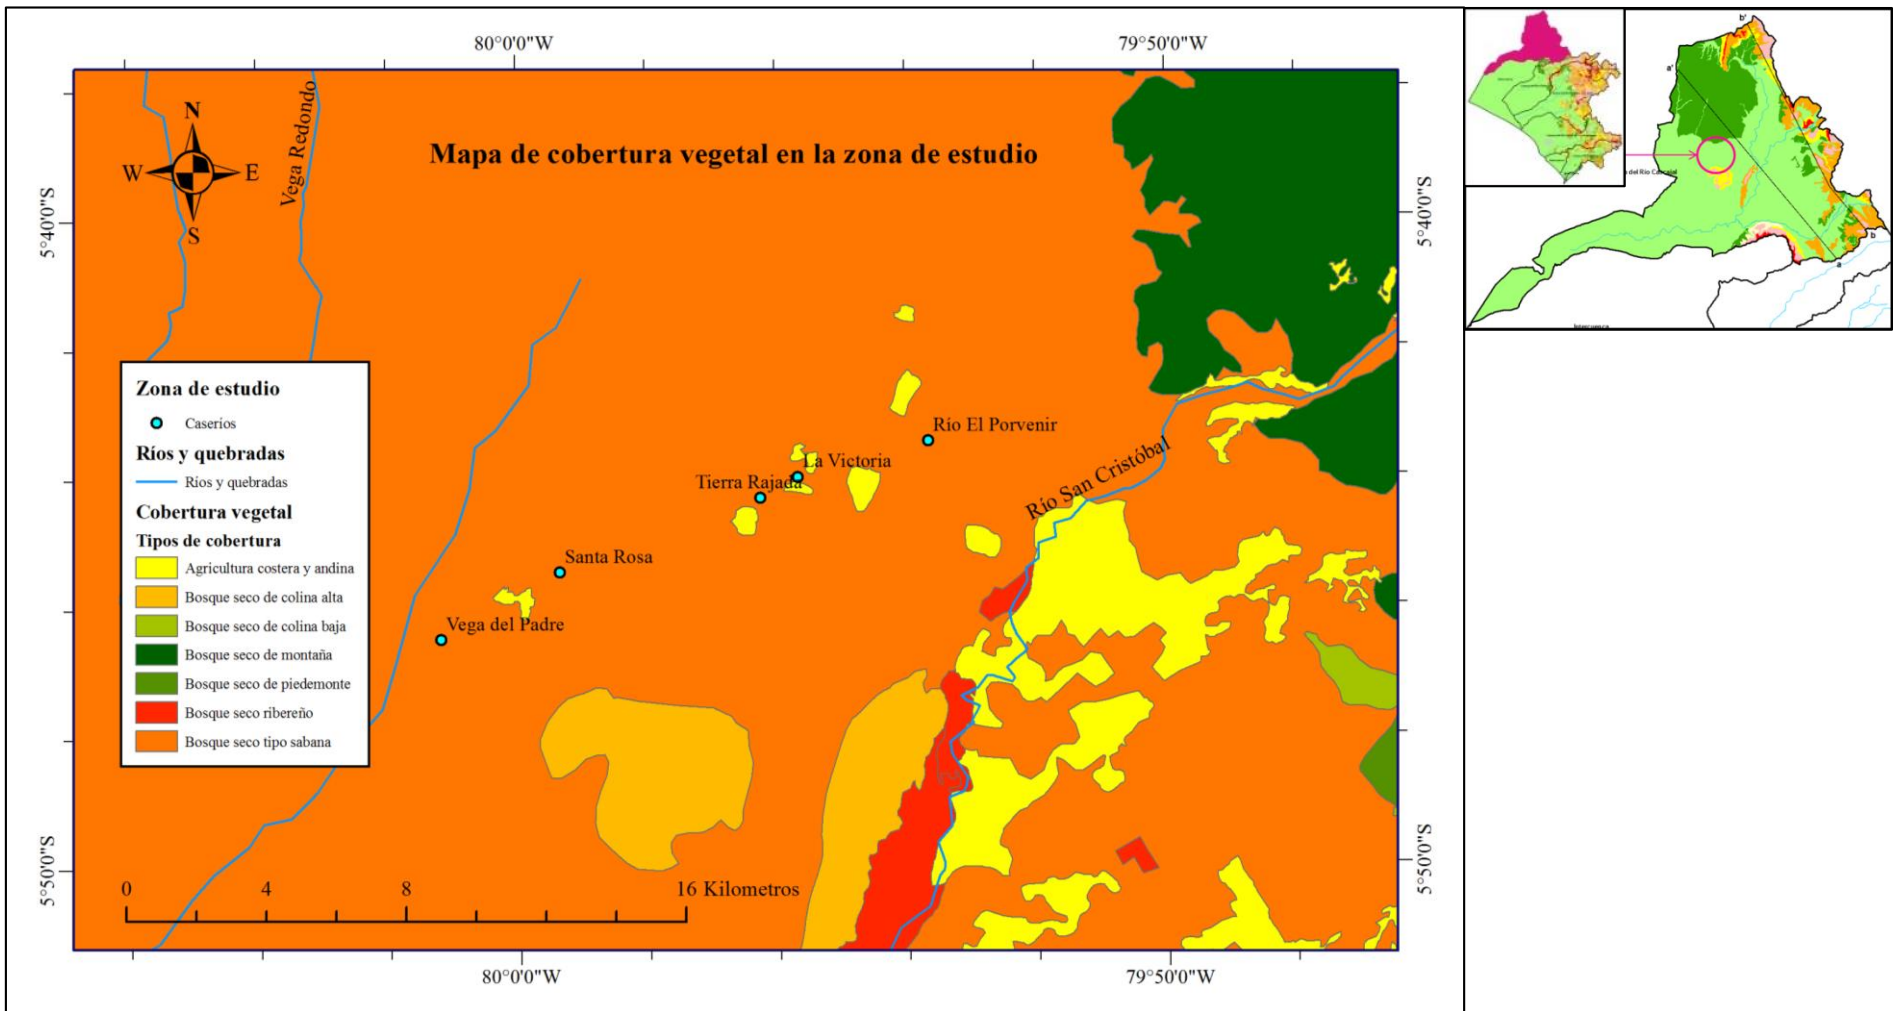 80°0'0"W
79°50'0"W
N
W
E
S
Vega Redondo
Mapa de cobertura vegetal en la zona de estudio
5°40'0"S
5°40'0"S
Zona de estudio
Caseríos
Ríos y quebradas
Ríos y quebradas
Cobertura vegetal
Tipos de cobertura
Agricultura costera y andina
Bosque seco de colina alta
Bosque seco de colina baja
Bosque seco de montaña
Bosque seco de piedemonte
Bosque seco ribereño
Bosque seco tipo sabana
Río El Porvenir
La Victoria
Tierra Rajada
Río San Cristóbal
Santa Rosa
Vega del Padre
5°50'0"S
5°50'0"S
0
4
8
16 Kilometros
80°0'0"W
79°50'0"W
b'
a'
del Río Cascajal
b
a